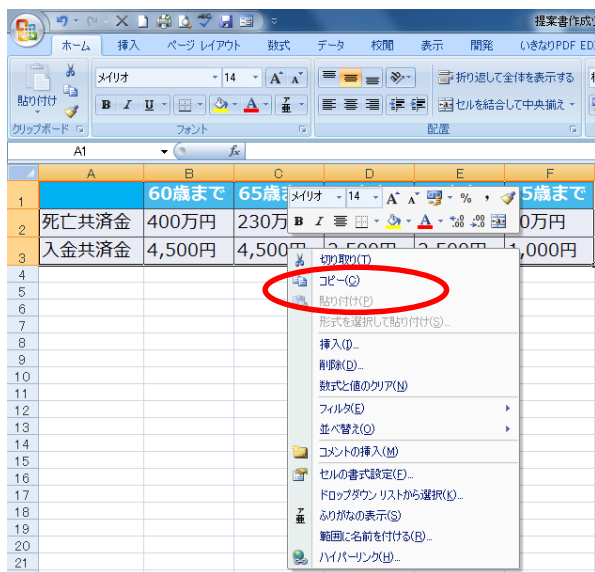 提案書作成
ホーム 挿入 ページ レイアウト 数式 データ 校閲 表示 開発 いきなりPDF ED
メイリオ 14 A A 折り返して全体を表示する
貼り付け B I U A ア亜 セルを結合して中央揃え
クリップボード フォント 配置
A1 fx
A B C D E F
メイリオ 14 A A % ,
B I A .00 .0
1 60歳まで 65歳ま 5歳まで
2 死亡共済金 400万円 230万 0万円
3 入金共済金 4,500円 4,500 ,000円
切り取り(T)
コピー(C)
貼り付け(P)
形式を選択して貼り付け(S)...
挿入(I)...
削除(D)...
数式と値のクリア(N)
フィルタ(E)
並べ替え(O)
コメントの挿入(M)
セルの書式設定(F)...
ドロップダウン リストから選択(K)...
ふりがなの表示(S)
範囲に名前を付ける(R)...
ハイパーリンク(H)...
4
5
6
7
8
9
10
11
12
13
14
15
16
17
18
19
20
21